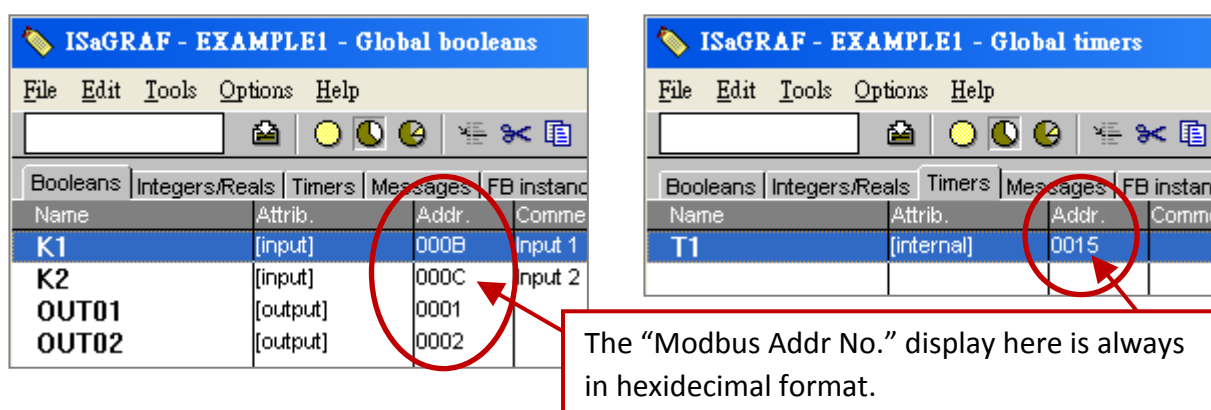 ISaGRAF - EXAMPLE1 - Global booleans
File Edit Tools Options Help
Booleans Integers/Reals Timers Messages FB instanc
Name Attrib. Addr. Comme
K1 [input] 000B Input 1
K2 [input] 000C Input 2
OUT01 [output] 0001
OUT02 [output] 0002
ISaGRAF - EXAMPLE1 - Global timers
File Edit Tools Options Help
Booleans Integers/Reals Timers Messages FB instan
Name Attrib. Addr. Comme
T1 [internal] 0015
The “Modbus Addr No.” display here is always
in hexidecimal format.